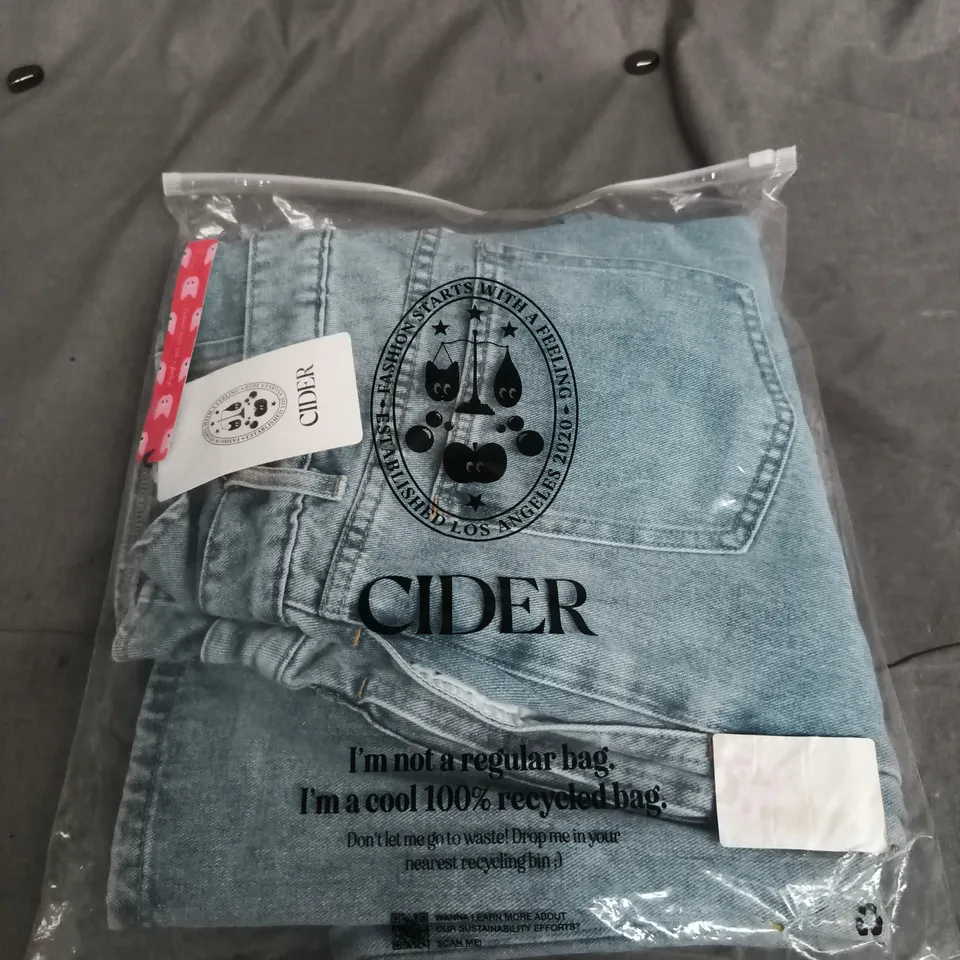 FASHION STARTS WITH A FEELING
ESTABLISHED LOS ANGELES 2020
CIDER
CIDER
I'm not a regular bag.
I'm a cool 100% recycled bag.
Don't let me go to waste! Drop me in your
nearest recycling bin :)
WANNA LEARN MORE ABOUT
OUR SUSTAINABILITY EFFORTS?
SCAN ME!